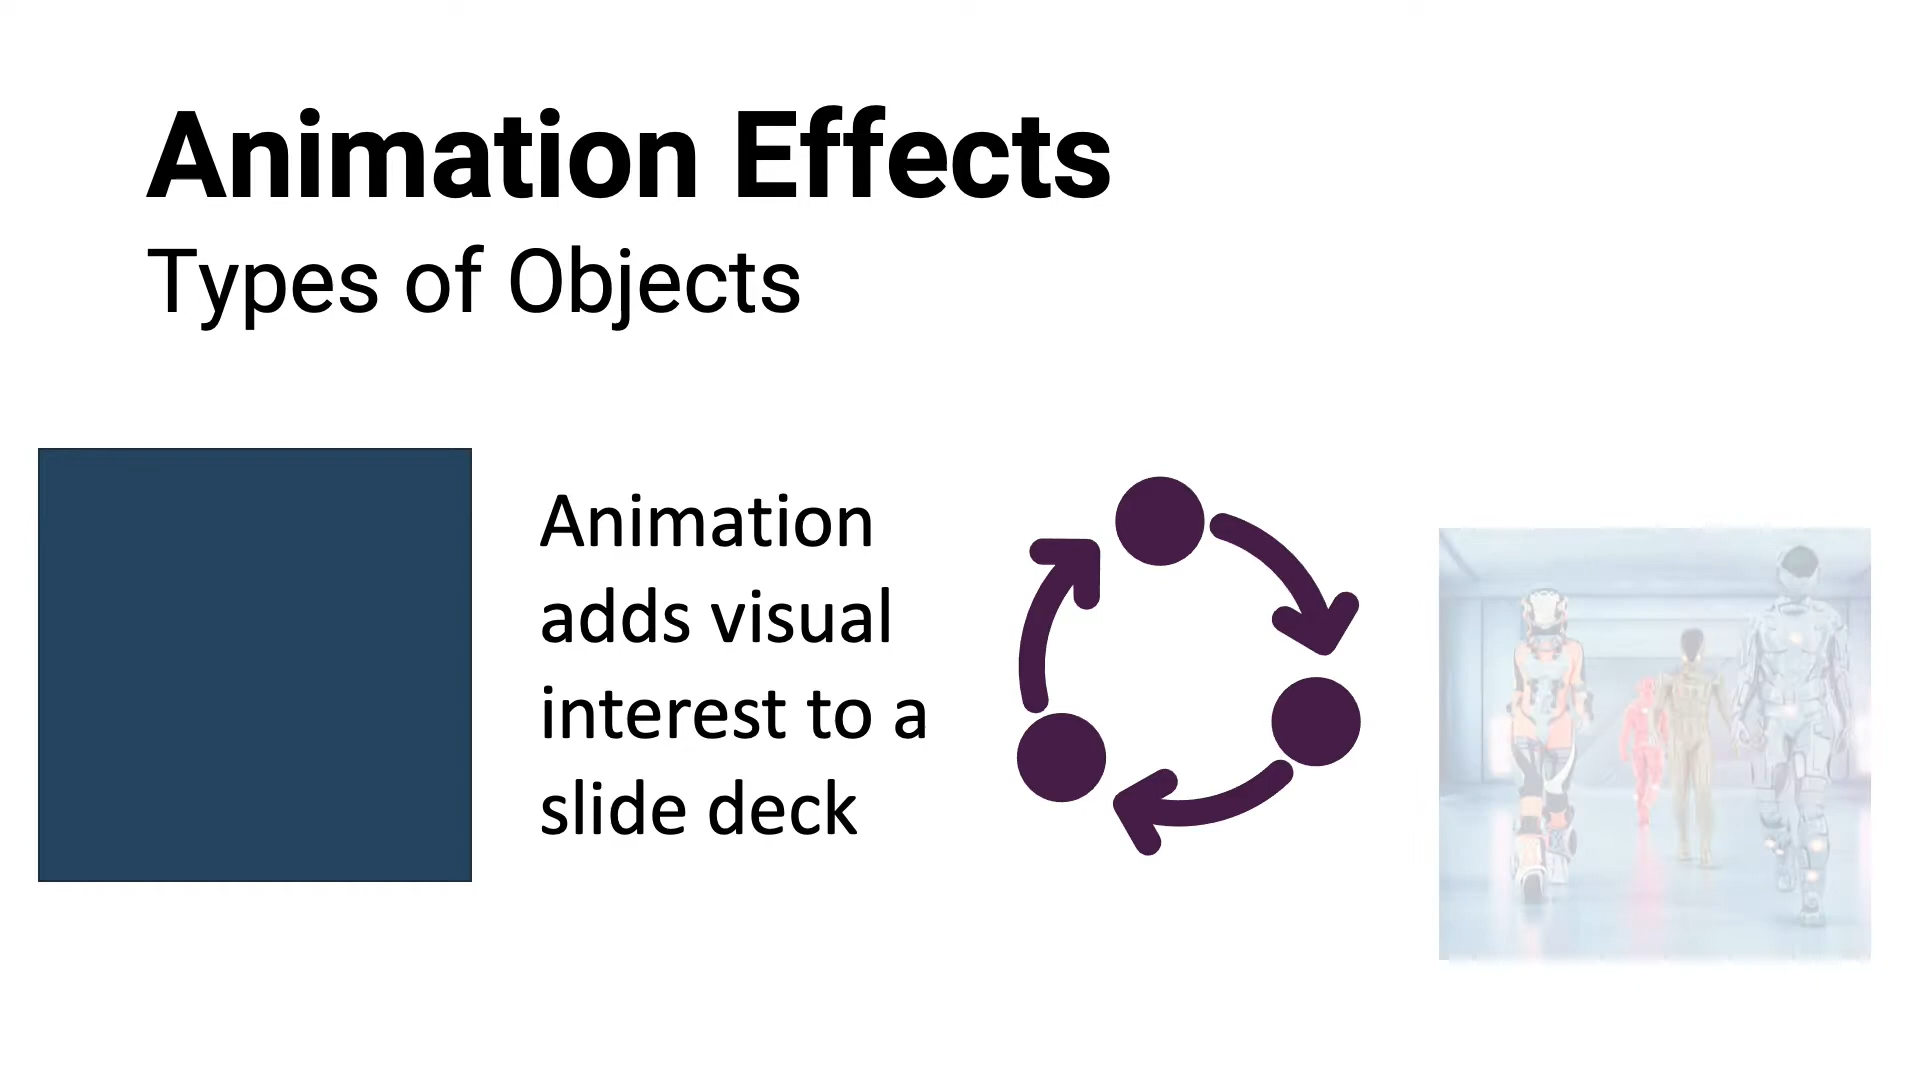 Animation Effects
Types of Objects
Animation
adds visual
interest to a
slide deck